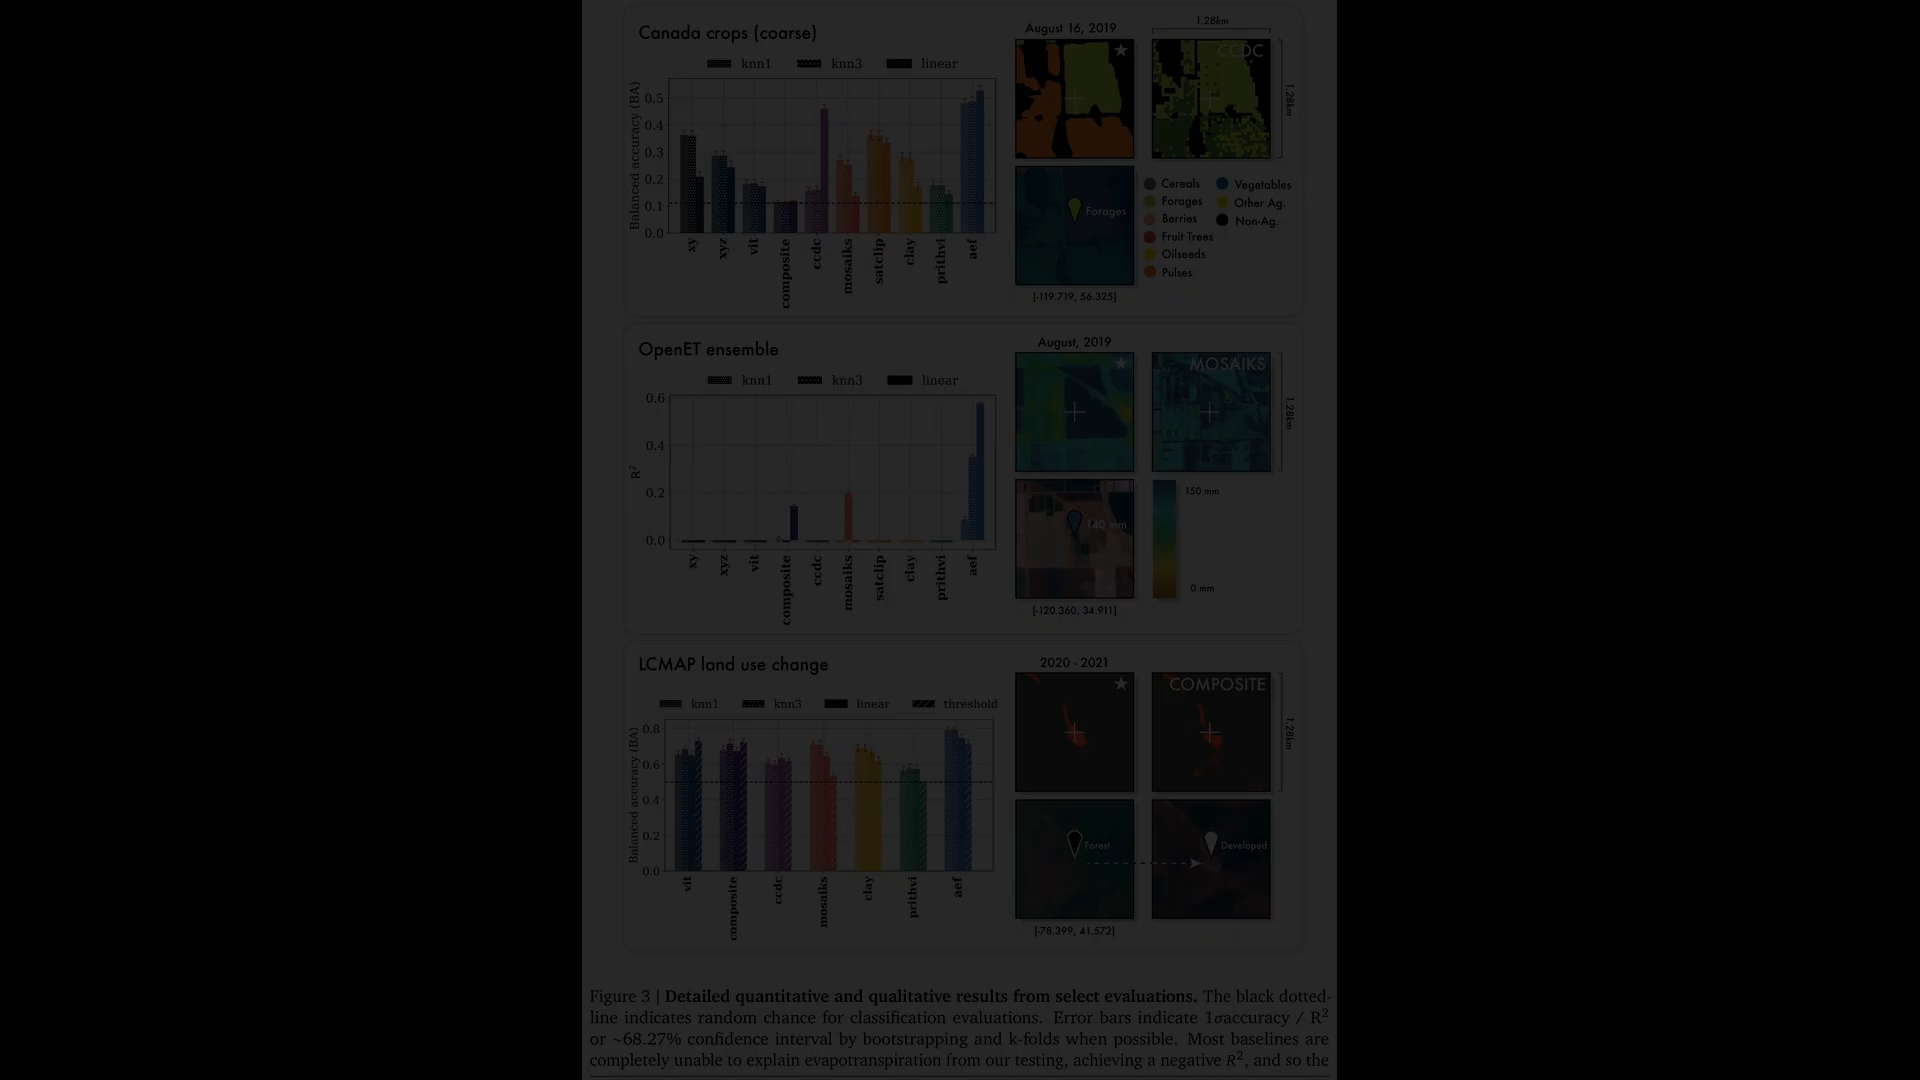 Canada crops (coarse)
knn1 knn3 linear
Balanced accuracy (BA)
0.5
0.4
0.3
0.2
0.1
0.0
xy xyz vit composite ccdc mosaiks satclip clay prithvi aef
August 16, 2019
1.28km
CCDC
1.28km
Forages
[-119.719, 56.325]
Cereals
Forages
Berries
Fruit Trees
Oilseeds
Pulses
Vegetables
Other Ag.
Non-Ag.
OpenET ensemble
knn1 knn3 linear
R²
0.6
0.4
0.2
0.0
xy xyz vit composite ccdc mosaiks satclip clay prithvi aef
August, 2019
MOSAIKS
1.28km
140 mm
150 mm
0 mm
[-120.360, 34.911]
LCMAP land use change
knn1 knn3 linear threshold
Balanced accuracy (BA)
0.8
0.6
0.4
0.2
0.0
vit composite ccdc mosaiks clay prithvi aef
2020 - 2021
COMPOSITE
1.28km
Forest
Developed
[-78.399, 41.572]
Figure 3 | Detailed quantitative and qualitative results from select evaluations. The black dotted-
line indicates random chance for classification evaluations. Error bars indicate 1σaccuracy / R²
or ~68.27% confidence interval by bootstrapping and k-folds when possible. Most baselines are
completely unable to explain evapotranspiration from our testing, achieving a negative R², and so the